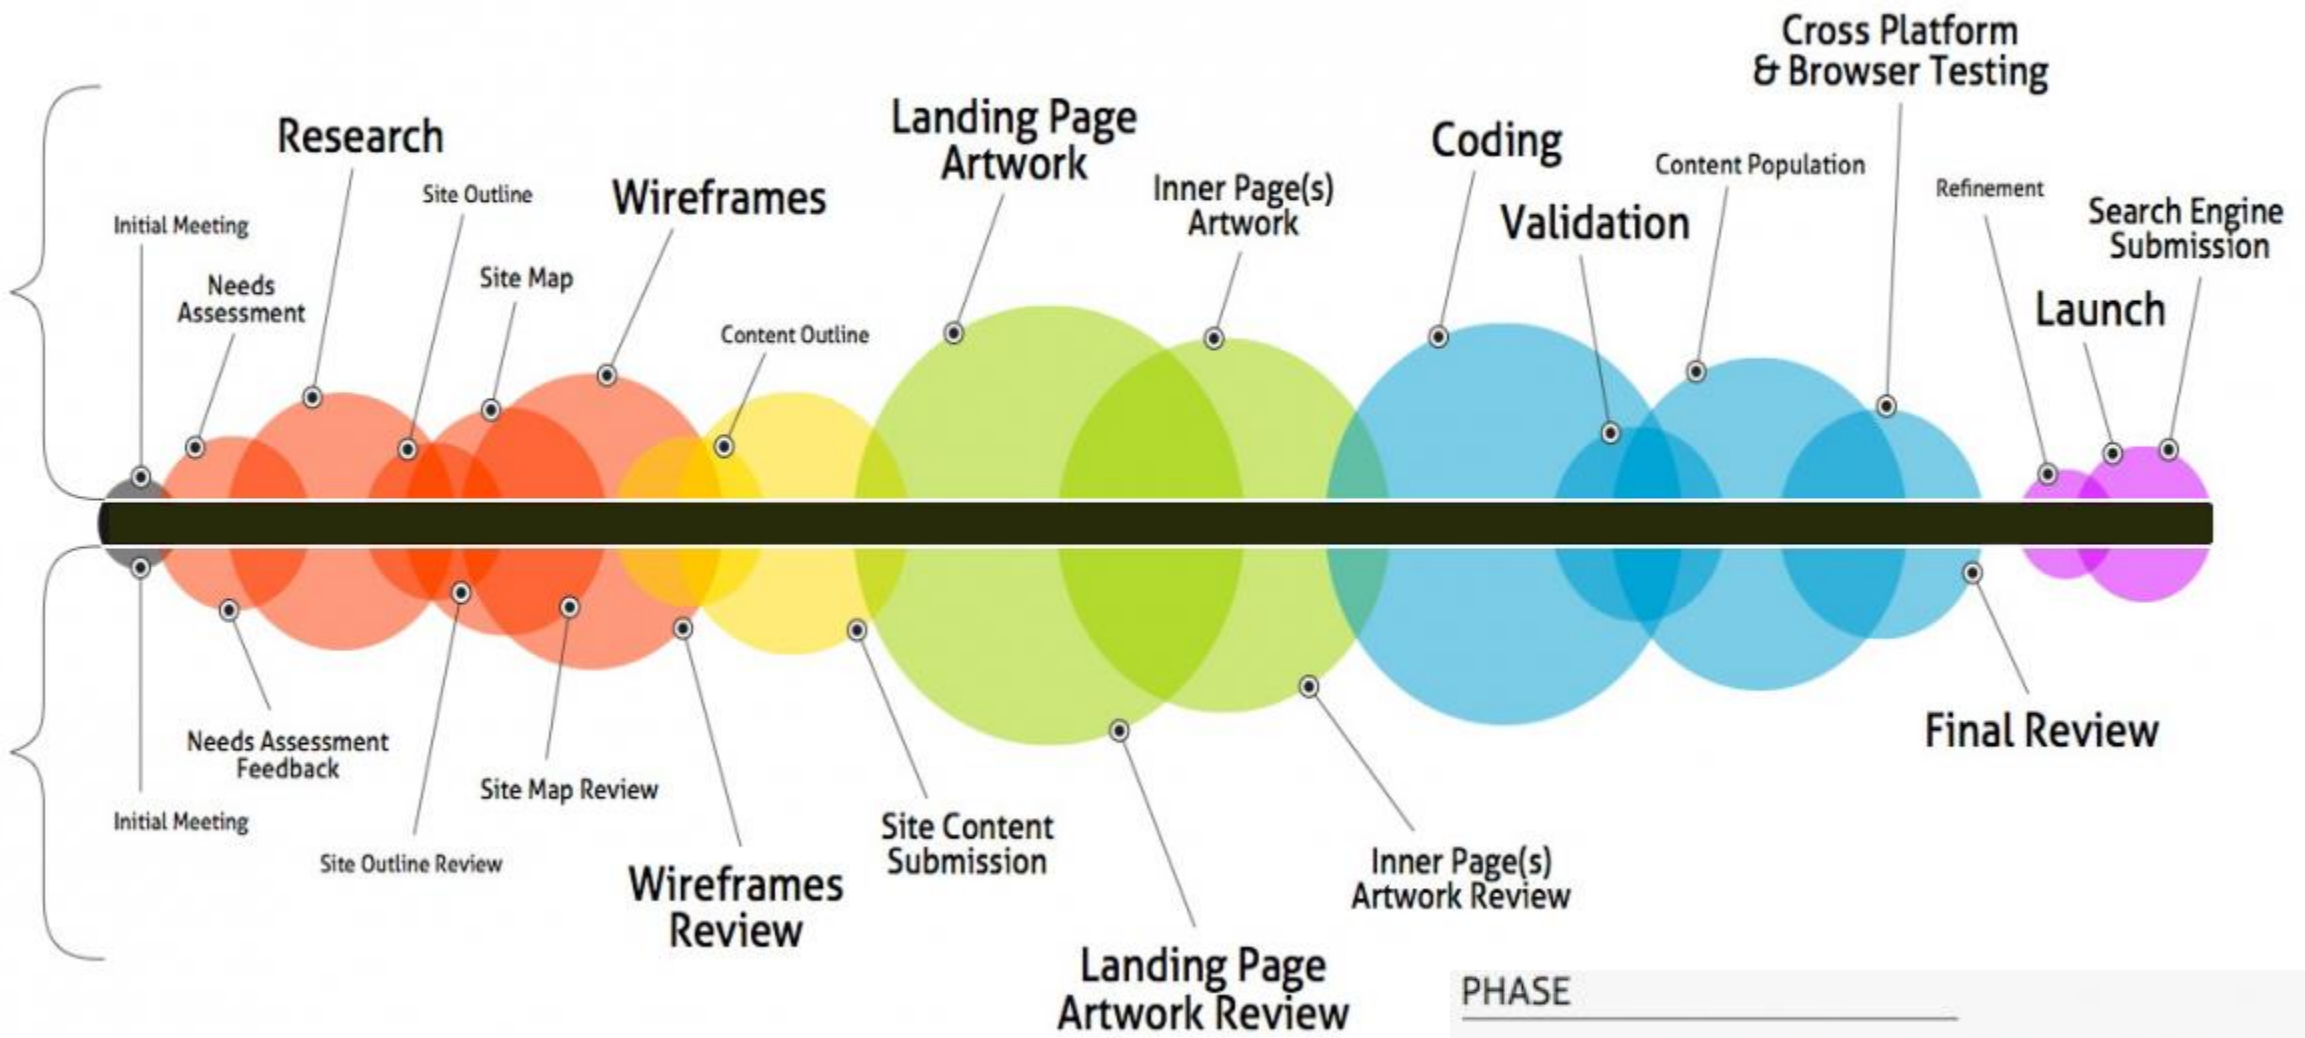 Cross Platform
& Browser Testing
Landing Page
Artwork
Research
Coding
Content Population
Inner Page(s)
Artwork
Refinement
Site Outline
Wireframes
Validation
Search Engine
Submission
Initial Meeting
Site Map
Needs
Assessment
Launch
Content Outline
Needs Assessment
Feedback
Final Review
Site Map Review
Initial Meeting
Site Content
Submission
Site Outline Review
Inner Page(s)
Artwork Review
Wireframes
Review
Landing Page
Artwork Review
PHASE